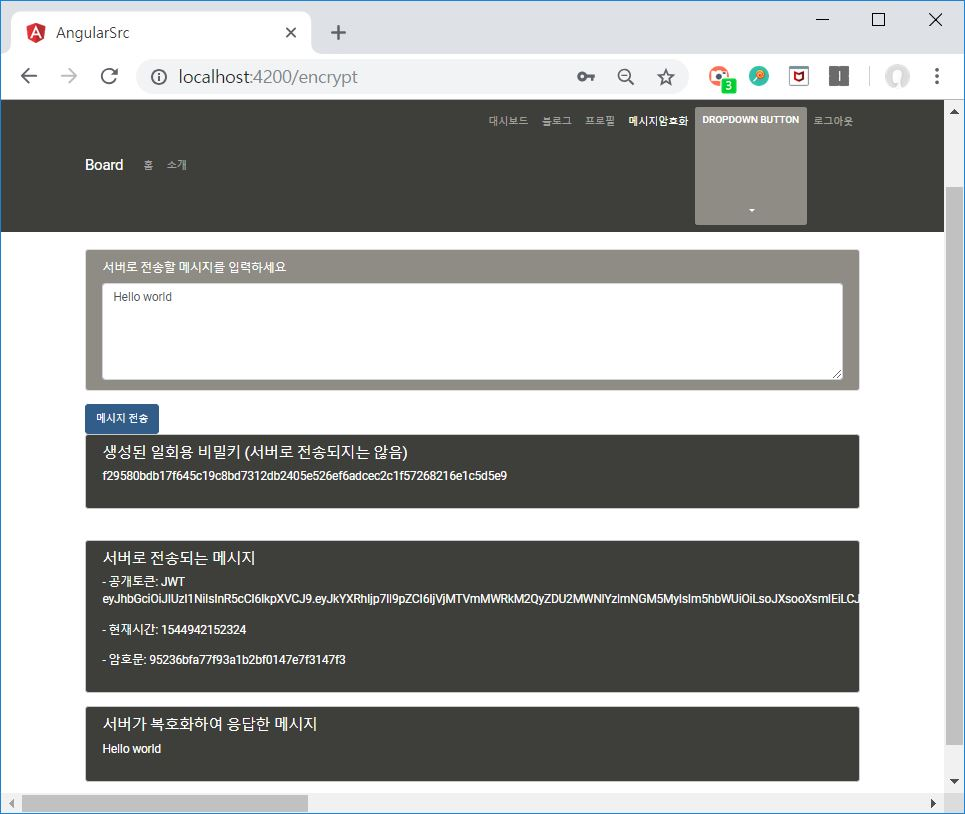 AngularSrc
localhost:4200/encrypt
3
대시보드 블로그 프로필 메시지암호화 DROPDOWN BUTTON 로그아웃
Board 홈 소개
서버로 전송할 메시지를 입력하세요
Hello world
메시지 전송
생성된 일회용 비밀키 (서버로 전송되지는 않음)
f29580bdb17f645c19c8bd7312db2405e526ef6adcec2c1f57268216e1c5d5e9
서버로 전송되는 메시지
- 공개토큰: JWT
- 현재시간: 1544942152324
- 암호문: 95236bfa77f93a1b2bf0147e7f3147f3
서버가 복호화하여 응답한 메시지
Hello world